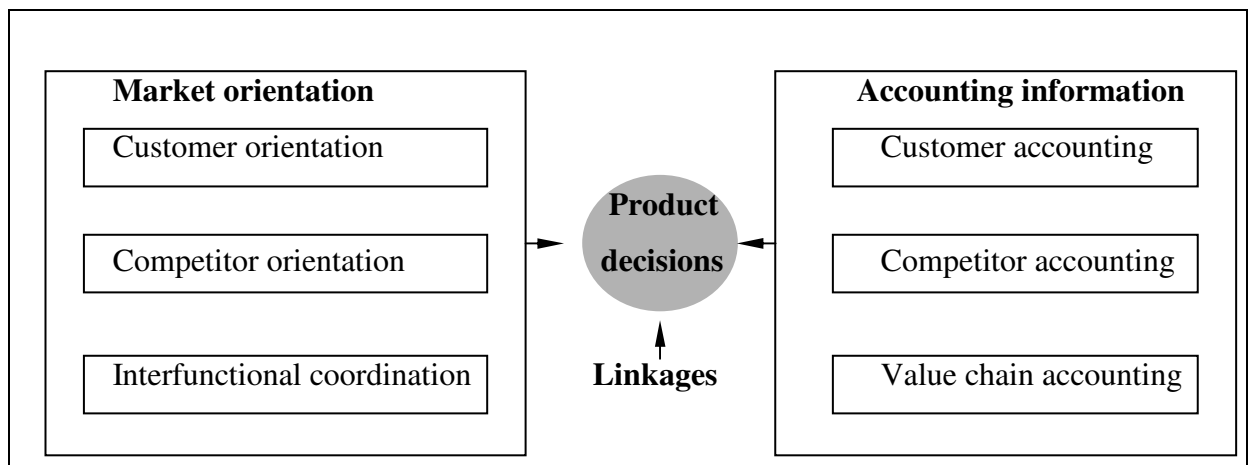 Market orientation
Customer orientation
Competitor orientation
Interfunctional coordination
Product
decisions
Linkages
Accounting information
Customer accounting
Competitor accounting
Value chain accounting